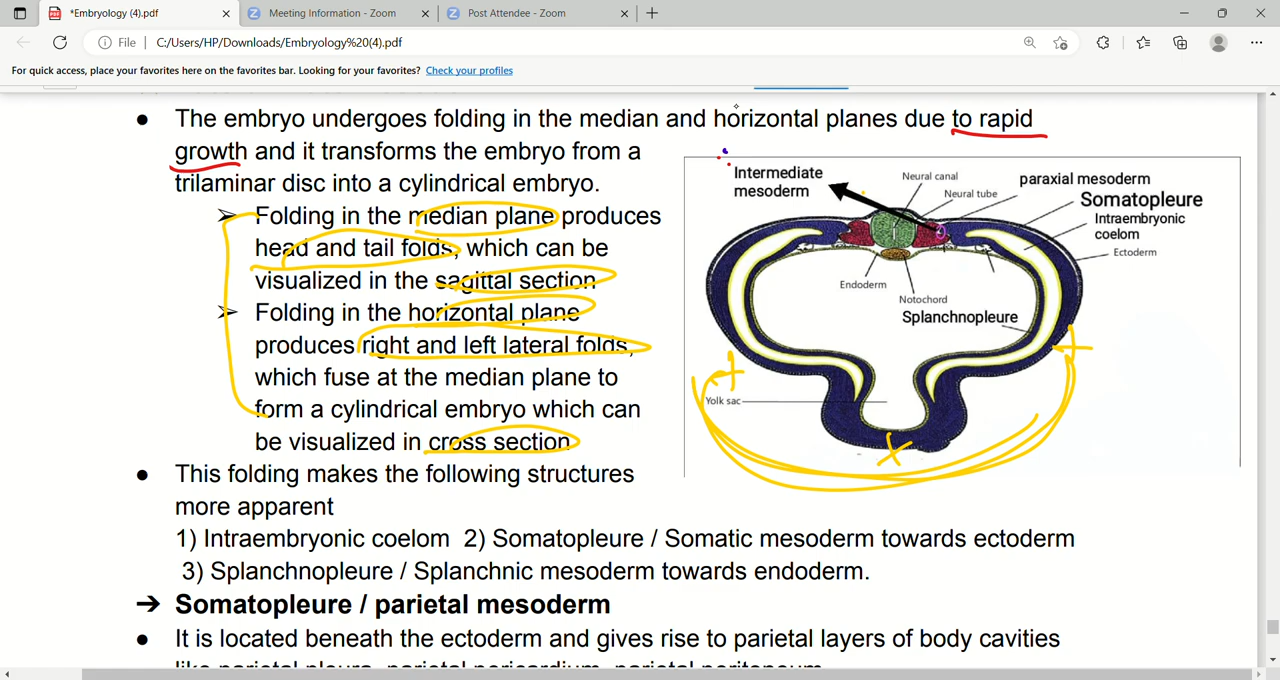 *Embryology (4).pdf
Meeting Information - Zoom
Post Attendee - Zoom
File
C:/Users/HP/Downloads/Embryology%20(4).pdf
For quick access, place your favorites here on the favorites bar. Looking for your favorites? Check your profiles
● The embryo undergoes folding in the median and horizontal planes due to rapid
growth and it transforms the embryo from a
trilaminar disc into a cylindrical embryo.
➢ Folding in the median plane produces
head and tail folds, which can be
visualized in the sagittal section
➢ Folding in the horizontal plane
produces right and left lateral folds,
which fuse at the median plane to
form a cylindrical embryo which can
be visualized in cross section
● This folding makes the following structures
more apparent
1) Intraembryonic coelom 2) Somatopleure / Somatic mesoderm towards ectoderm
3) Splanchnopleure / Splanchnic mesoderm towards endoderm.
➔ Somatopleure / parietal mesoderm
● It is located beneath the ectoderm and gives rise to parietal layers of body cavities
like parietal pleura, parietal pericardium, parietal peritoneum
Intermediate
mesoderm
Neural canal
Neural tube
paraxial mesoderm
Somatopleure
Intraembryonic
coelom
Ectoderm
Endoderm
Notochord
Splanchnopleure
Yolk sac